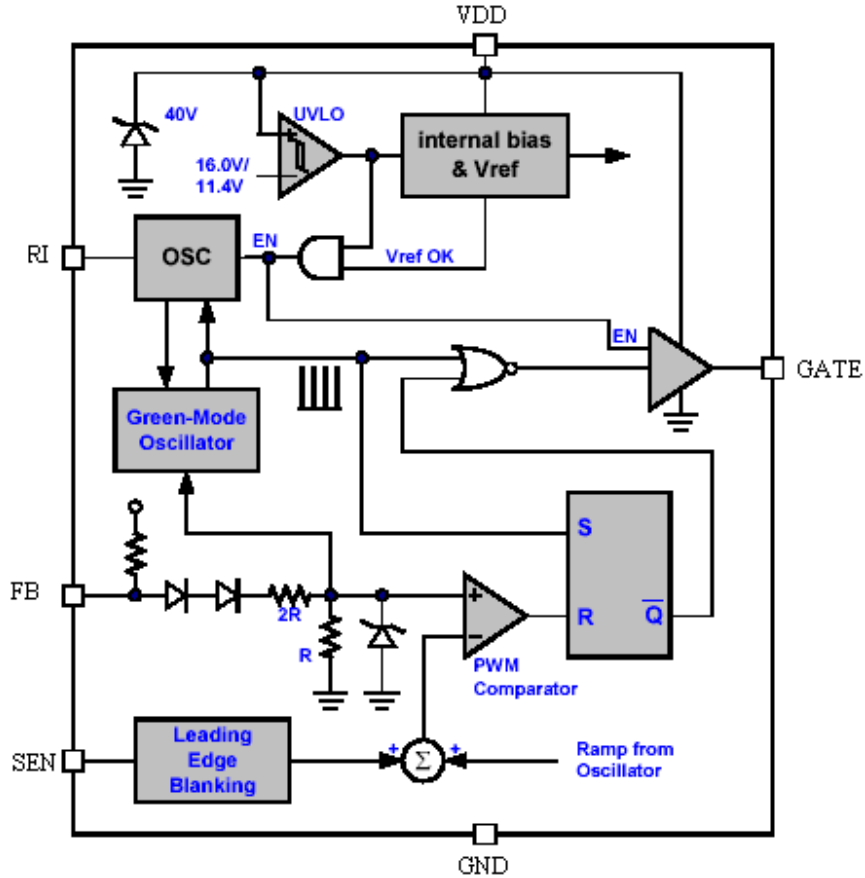 VDD
40V
UVLO
16.0V/
11.4V
internal bias
& Vref
RI
OSC
EN
Vref OK
EN
GATE
Green-Mode
Oscillator
S
FB
2R
R
+
−
R
Q̅
PWM
Comparator
SEN
Leading
Edge
Blanking
+
Σ
+
Ramp from
Oscillator
GND